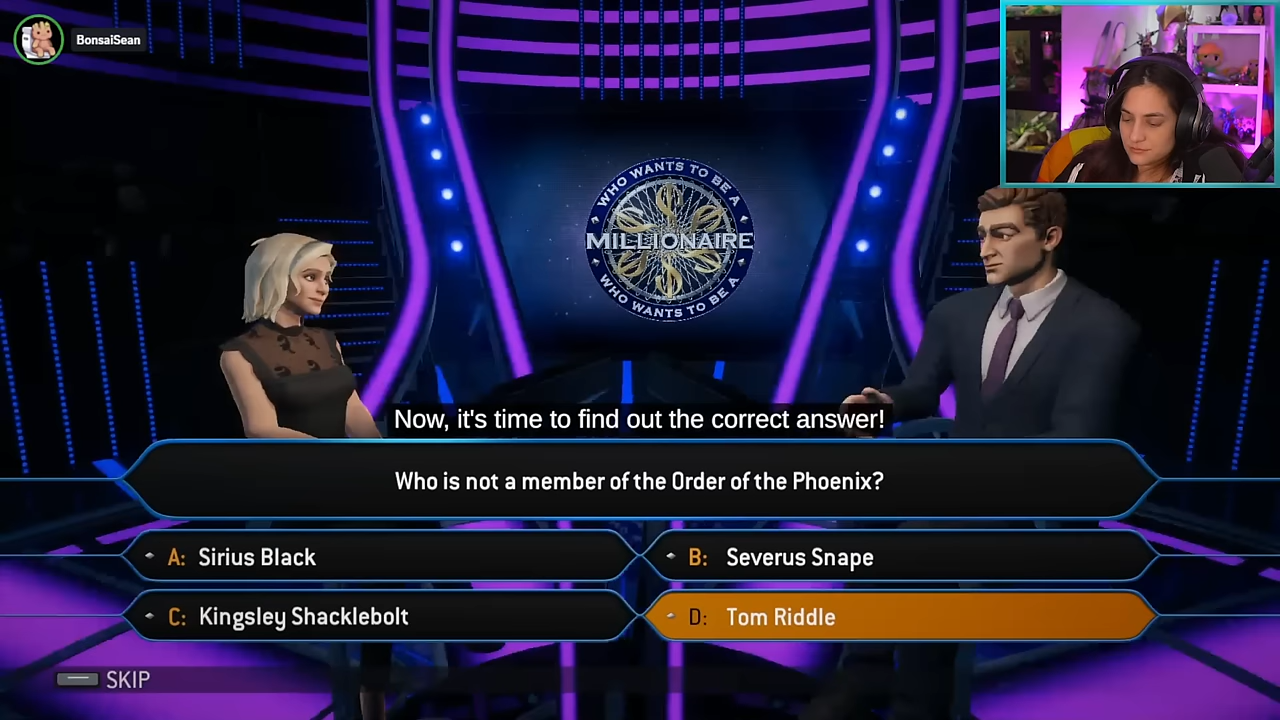 BonsaiSean
WHO WANTS TO BE A
MILLIONAIRE
WHO WANTS TO BE A
Now, it's time to find out the correct answer!
Who is not a member of the Order of the Phoenix?
A: Sirius Black
B: Severus Snape
C: Kingsley Shacklebolt
D: Tom Riddle
SKIP